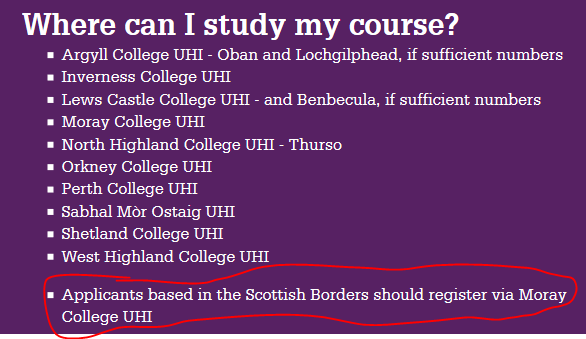 Where can I study my course?
Argyll College UHI - Oban and Lochgilphead, if sufficient numbers
Inverness College UHI
Lews Castle College UHI - and Benbecula, if sufficient numbers
Moray College UHI
North Highland College UHI - Thurso
Orkney College UHI
Perth College UHI
Sabhal Mòr Ostaig UHI
Shetland College UHI
West Highland College UHI
Applicants based in the Scottish Borders should register via Moray
College UHI